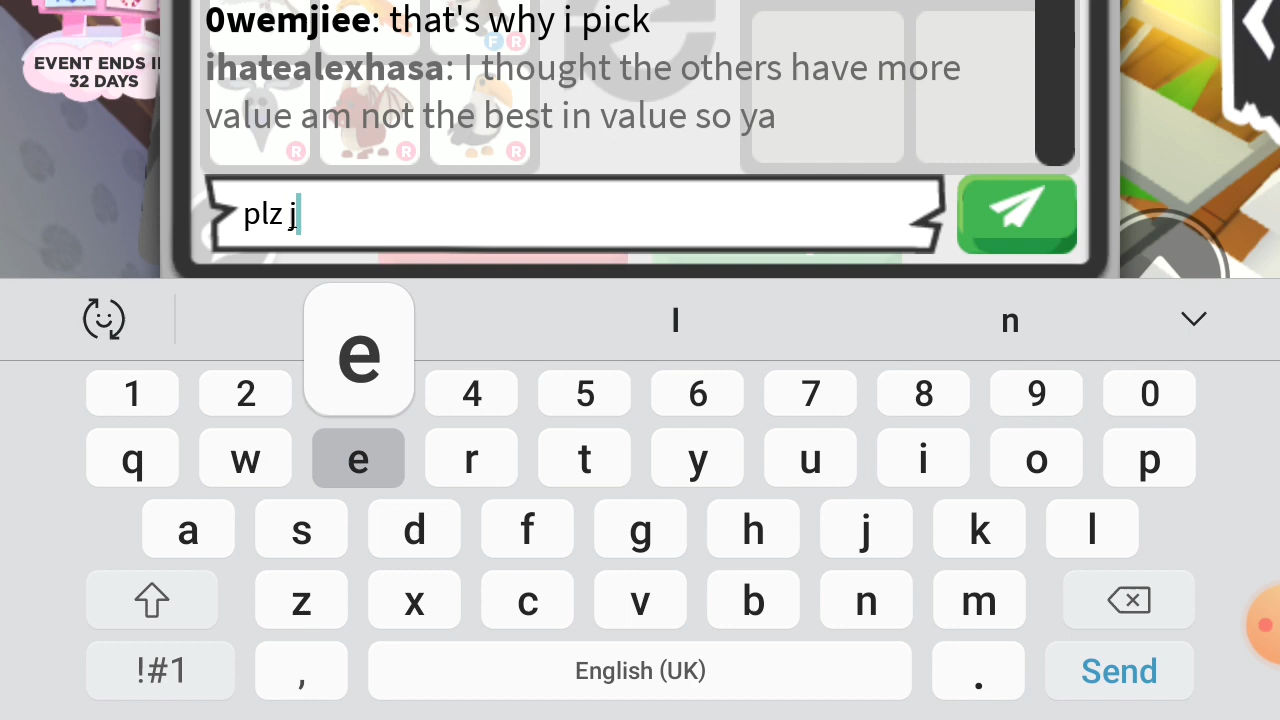 0wemjiee: that's why i pick
F R
EVENT ENDS I
32 DAYS
ihatealexhasa: I thought the others have more
value am not the best in value so ya
R R R
plz j
e I n
1 2 4 5 6 7 8 9 0
q w e r t y u i o p
a s d f g h j k l
z x c v b n m
!#1 , English (UK) . Send